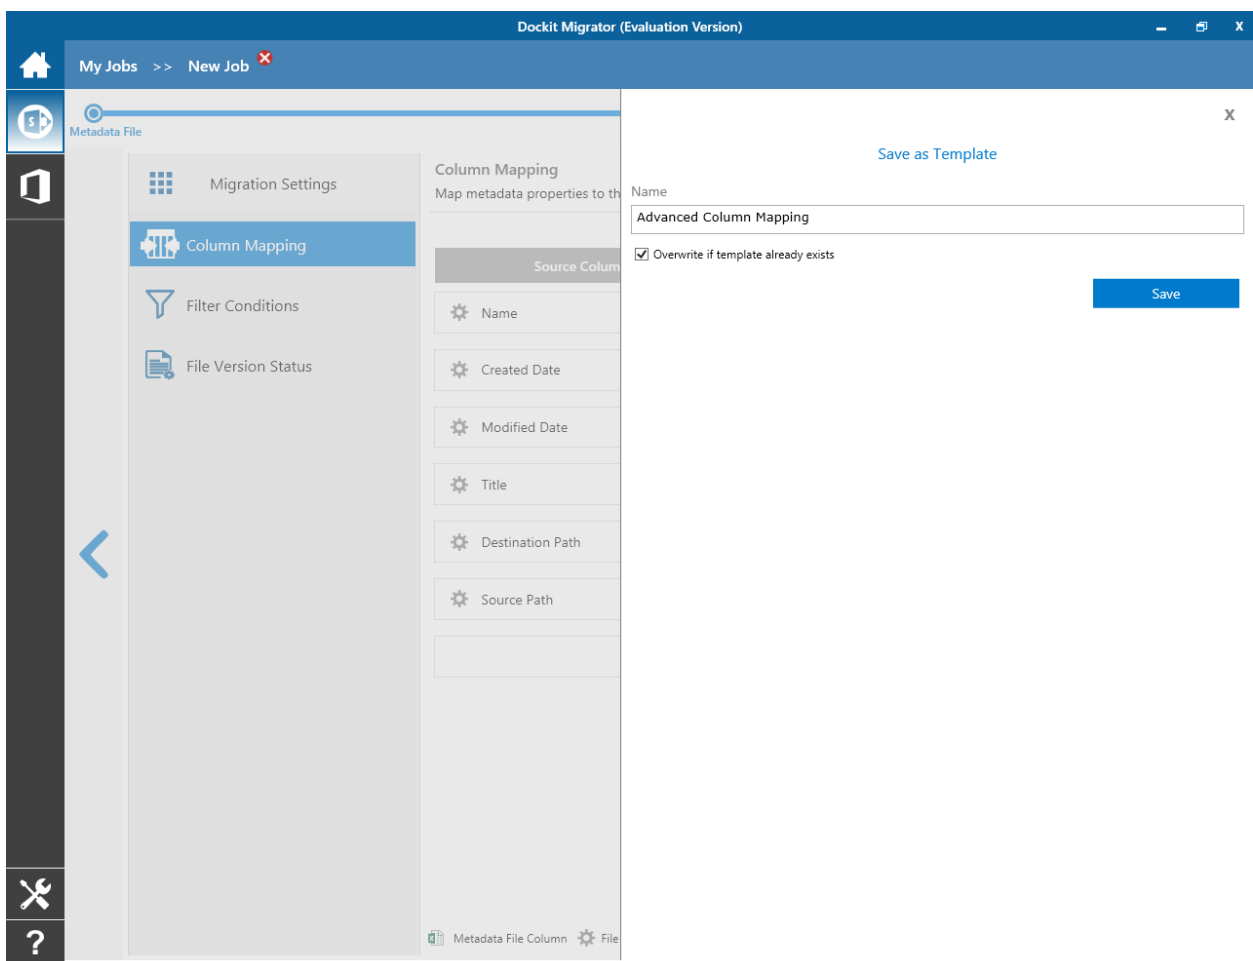 Dockit Migrator (Evaluation Version)
My Jobs >> New Job
Metadata File
Migration Settings
Column Mapping
Filter Conditions
File Version Status
Column Mapping
Map metadata properties to th
Source Colum
Name
Created Date
Modified Date
Title
Destination Path
Source Path
Metadata File Column File
X
Save as Template
Name
Advanced Column Mapping
Overwrite if template already exists
Save
?